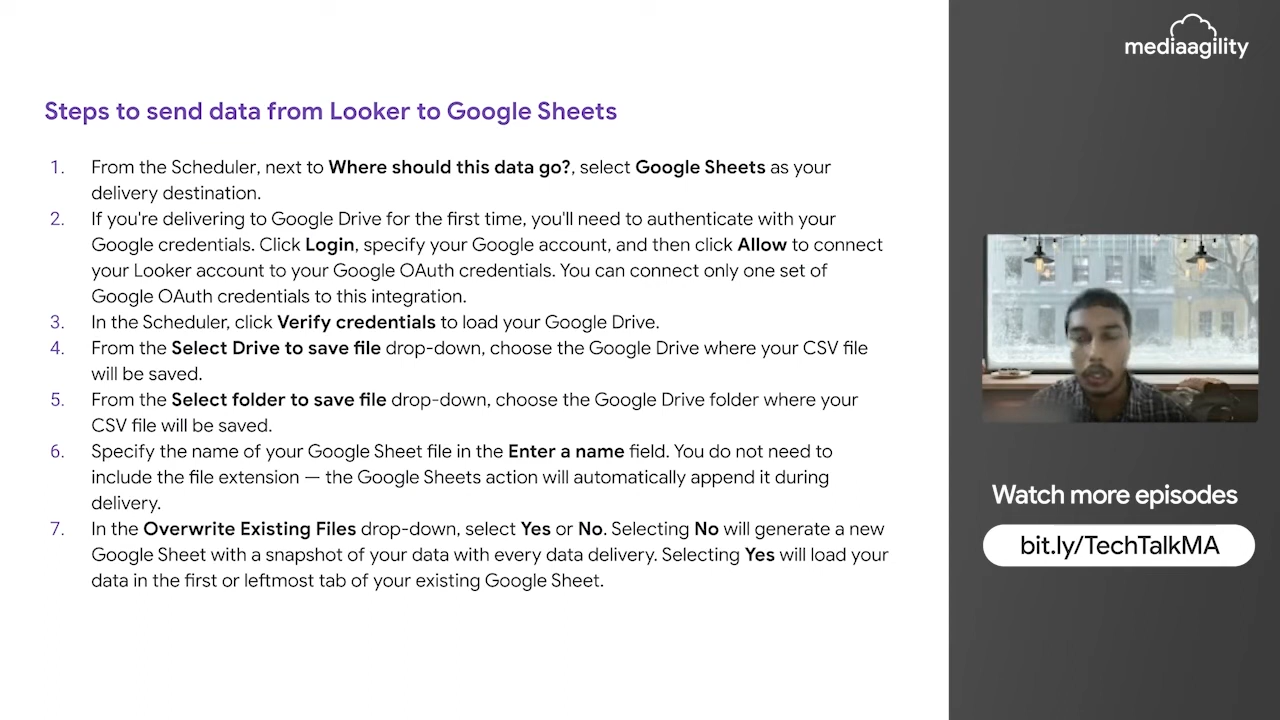 mediaagility
Steps to send data from Looker to Google Sheets
1. From the Scheduler, next to Where should this data go?, select Google Sheets as your
delivery destination.
2. If you're delivering to Google Drive for the first time, you'll need to authenticate with your
Google credentials. Click Login, specify your Google account, and then click Allow to connect
your Looker account to your Google OAuth credentials. You can connect only one set of
Google OAuth credentials to this integration.
3. In the Scheduler, click Verify credentials to load your Google Drive.
4. From the Select Drive to save file drop-down, choose the Google Drive where your CSV file
will be saved.
5. From the Select folder to save file drop-down, choose the Google Drive folder where your
CSV file will be saved.
6. Specify the name of your Google Sheet file in the Enter a name field. You do not need to
include the file extension — the Google Sheets action will automatically append it during
delivery.
7. In the Overwrite Existing Files drop-down, select Yes or No. Selecting No will generate a new
Google Sheet with a snapshot of your data with every data delivery. Selecting Yes will load your
data in the first or leftmost tab of your existing Google Sheet.
Watch more episodes
bit.ly/TechTalkMA